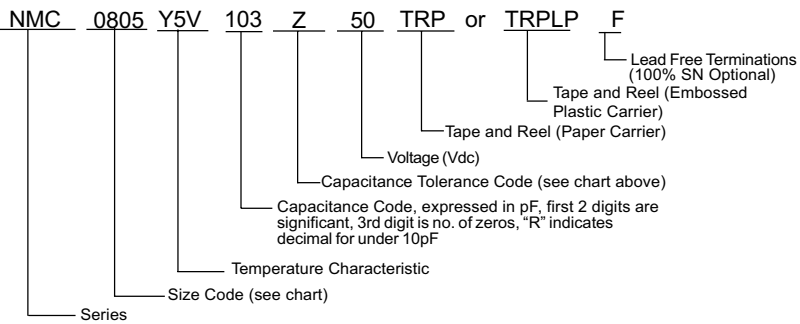 NMC 0805 Y5V 103 Z 50 TRP or TRPLP F
Lead Free Terminations
(100% SN Optional)
Tape and Reel (Embossed
Plastic Carrier)
Tape and Reel (Paper Carrier)
Voltage (Vdc)
Capacitance Tolerance Code (see chart above)
Capacitance Code, expressed in pF, first 2 digits are
significant, 3rd digit is no. of zeros, “R” indicates
decimal for under 10pF
Temperature Characteristic
Size Code (see chart)
Series